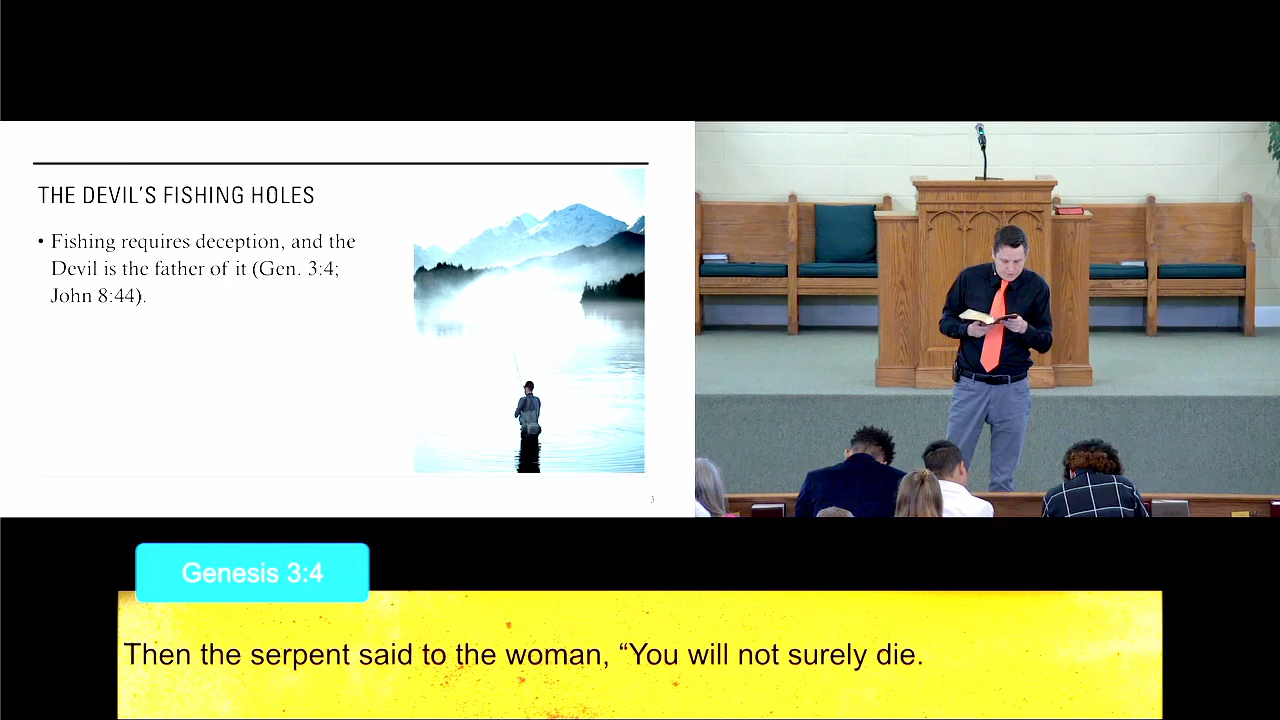 THE DEVIL'S FISHING HOLES
• Fishing requires deception, and the
Devil is the father of it (Gen. 3:4;
John 8:44).
3
Genesis 3:4
Then the serpent said to the woman, “You will not surely die.